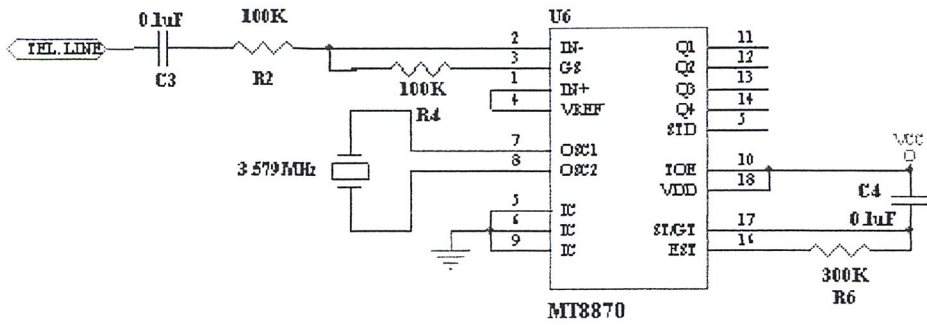 0.1uF
100K
U6
TEL. LINE
C3
R2
100K
R4
2 IN-
3 GS
1 IN+
4 VREF
7 OSC1
8 OSC2
5 IC
6 IC
9 IC
3.579MHz
Q1 11
Q2 12
Q3 13
Q4 14
STD 5
TOE 10
VDD 18
ST/GT 17
EST 16
VCC
C4
0.1uF
300K
R6
MT8870